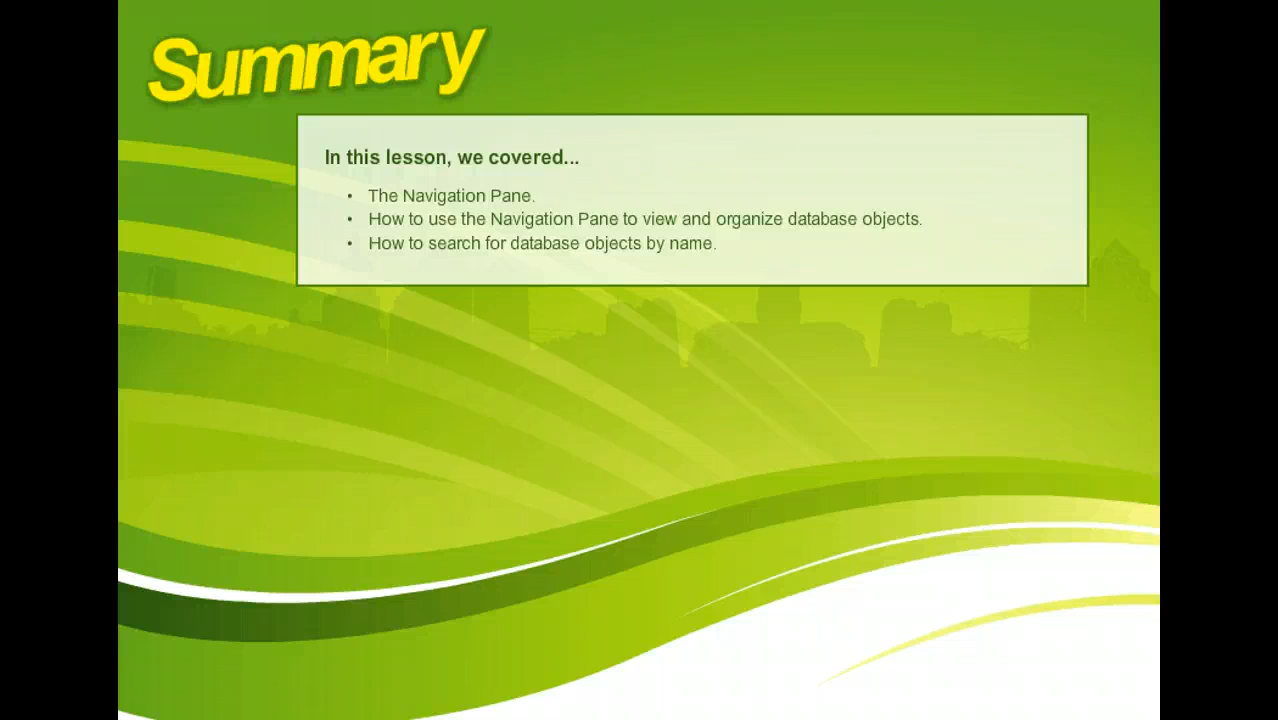 Summary
In this lesson, we covered...
• The Navigation Pane.
• How to use the Navigation Pane to view and organize database objects.
• How to search for database objects by name.